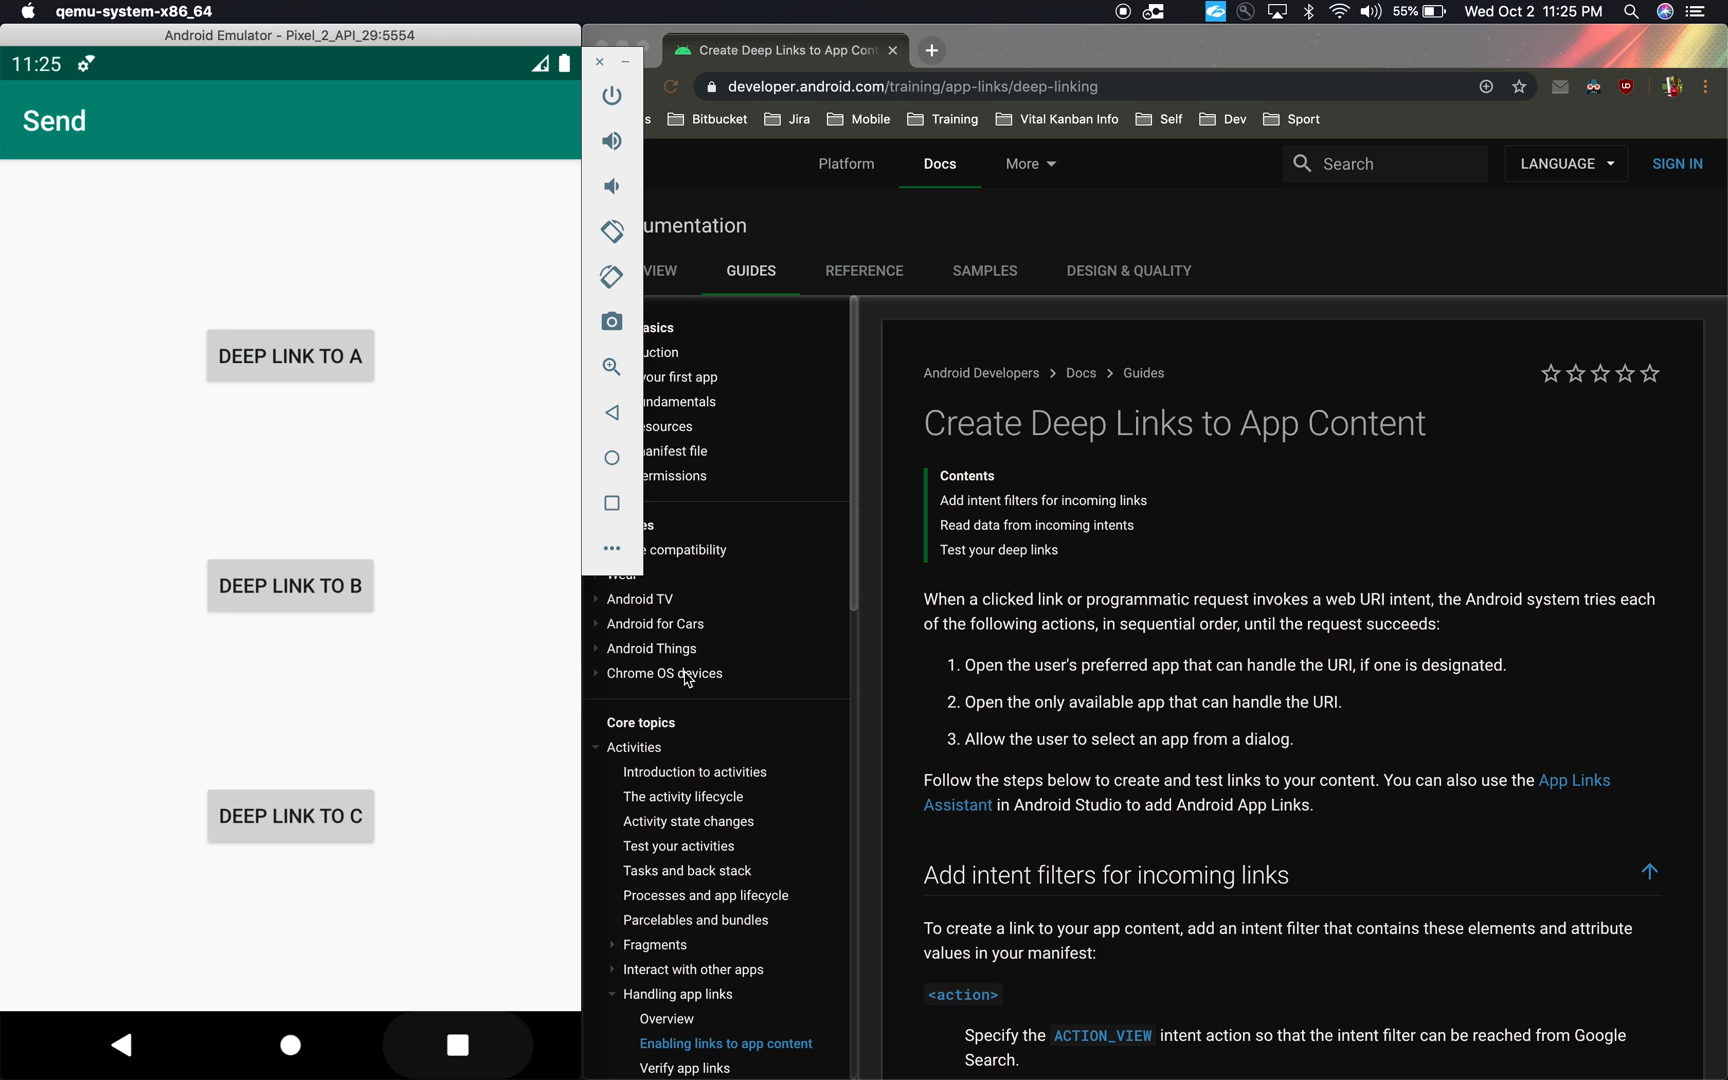 qemu-system-x86_64
55%
Wed Oct 2 11:25 PM
Android Emulator - Pixel_2_API_29:5554
11:25
Send
DEEP LINK TO A
DEEP LINK TO B
DEEP LINK TO C
Create Deep Links to App Cont
developer.android.com/training/app-links/deep-linking
s
Bitbucket
Jira
Mobile
Training
Vital Kanban Info
Self
Dev
Sport
Platform
Docs
More
Search
LANGUAGE
SIGN IN
umentation
VIEW
GUIDES
REFERENCE
SAMPLES
DESIGN & QUALITY
asics
uction
your first app
ndamentals
esources
anifest file
ermissions
es
e compatibility
Wear
Android TV
Android for Cars
Android Things
Chrome OS devices
Core topics
Activities
Introduction to activities
The activity lifecycle
Activity state changes
Test your activities
Tasks and back stack
Processes and app lifecycle
Parcelables and bundles
Fragments
Interact with other apps
Handling app links
Overview
Enabling links to app content
Verify app links
Android Developers > Docs > Guides
Create Deep Links to App Content
Contents
Add intent filters for incoming links
Read data from incoming intents
Test your deep links
When a clicked link or programmatic request invokes a web URI intent, the Android system tries each
of the following actions, in sequential order, until the request succeeds:
1. Open the user's preferred app that can handle the URI, if one is designated.
2. Open the only available app that can handle the URI.
3. Allow the user to select an app from a dialog.
Follow the steps below to create and test links to your content. You can also use the App Links
Assistant in Android Studio to add Android App Links.
Add intent filters for incoming links
To create a link to your app content, add an intent filter that contains these elements and attribute
values in your manifest:
<action>
Specify the ACTION_VIEW intent action so that the intent filter can be reached from Google
Search.